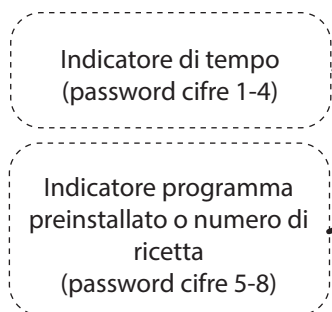 Indicatore di tempo
(password cifre 1-4)
Indicatore programma
preinstallato o numero di
ricetta
(password cifre 5-8)